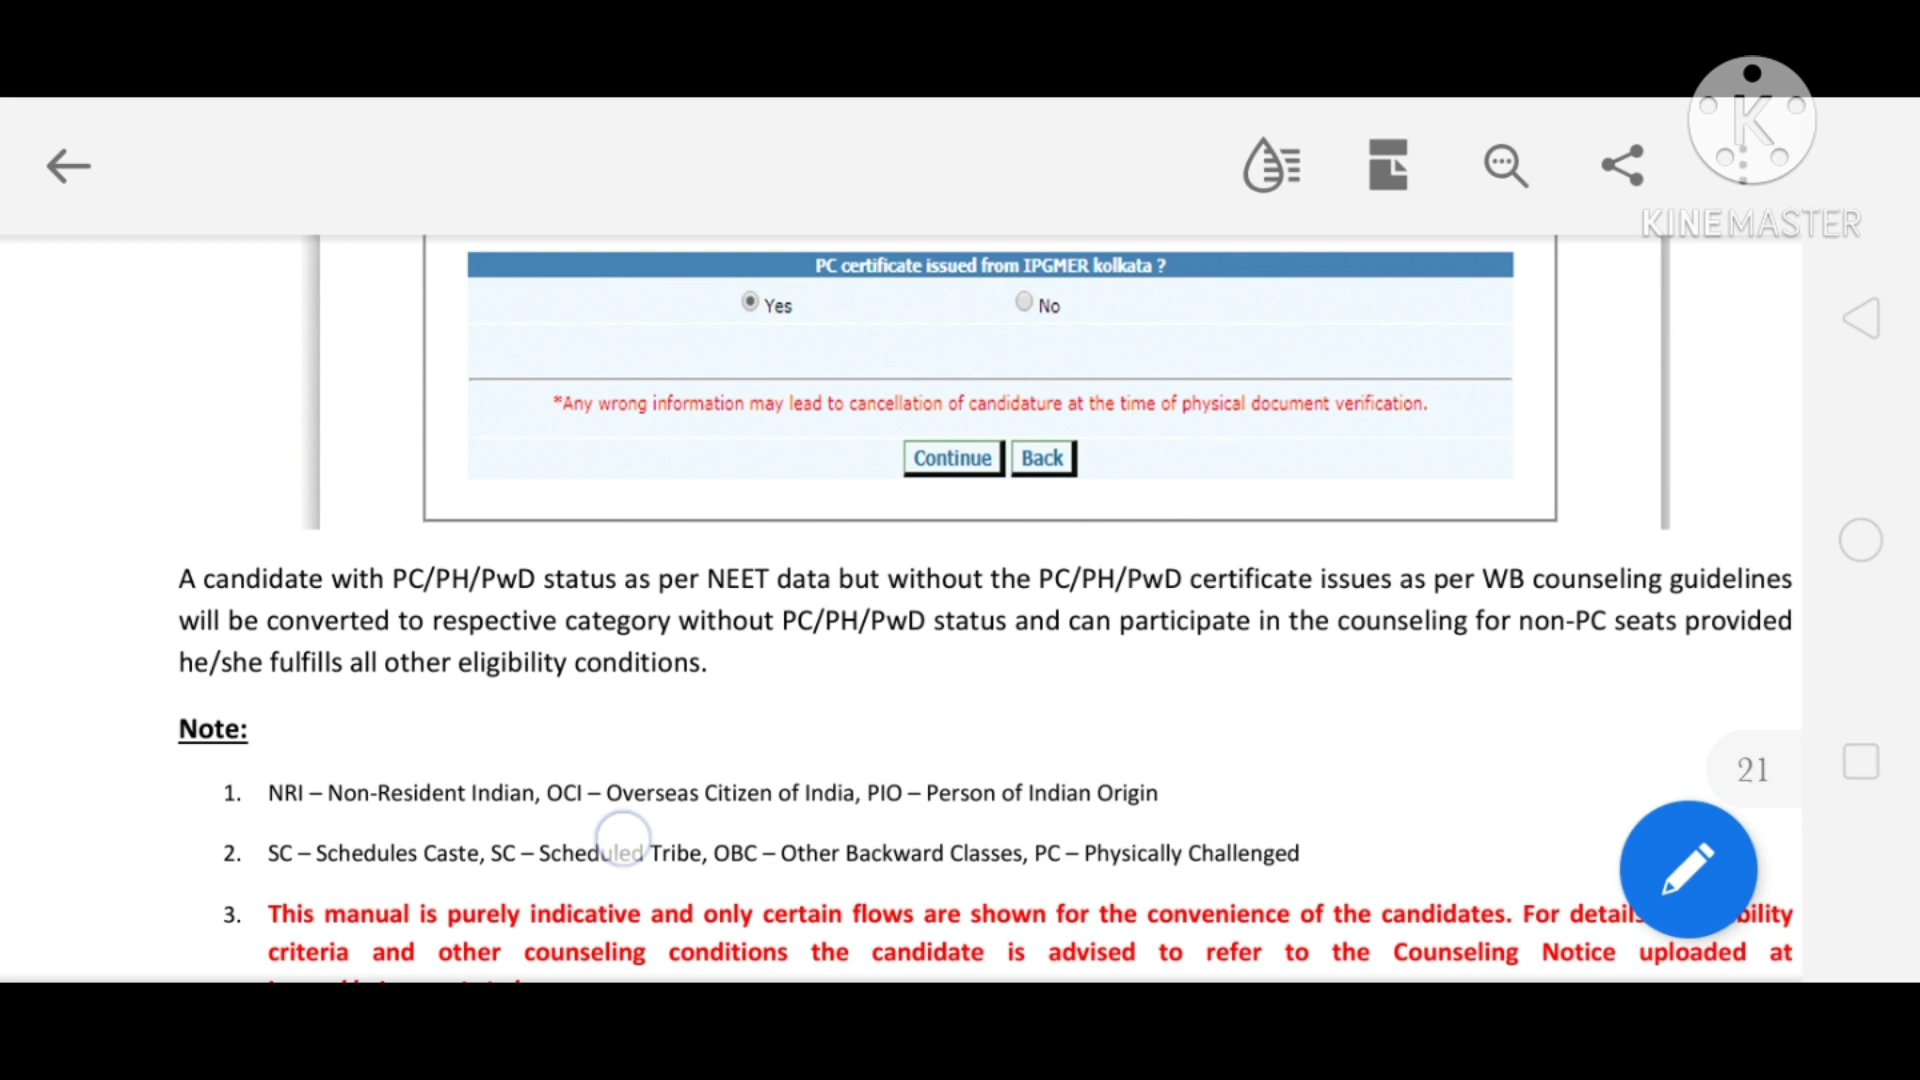 K
KINEMASTER
PC certificate issued from IPGMER kolkata ?
Yes No
*Any wrong information may lead to cancellation of candidature at the time of physical document verification.
Continue Back
A candidate with PC/PH/PwD status as per NEET data but without the PC/PH/PwD certificate issues as per WB counseling guidelines
will be converted to respective category without PC/PH/PwD status and can participate in the counseling for non-PC seats provided
he/she fulfills all other eligibility conditions.
Note:
21
1. NRI – Non-Resident Indian, OCI – Overseas Citizen of India, PIO – Person of Indian Origin
2. SC – Schedules Caste, SC – Scheduled Tribe, OBC – Other Backward Classes, PC – Physically Challenged
3. This manual is purely indicative and only certain flows are shown for the convenience of the candidates. For
criteria and other counseling conditions the candidate is advised to refer to the Counseling Notice uploaded at